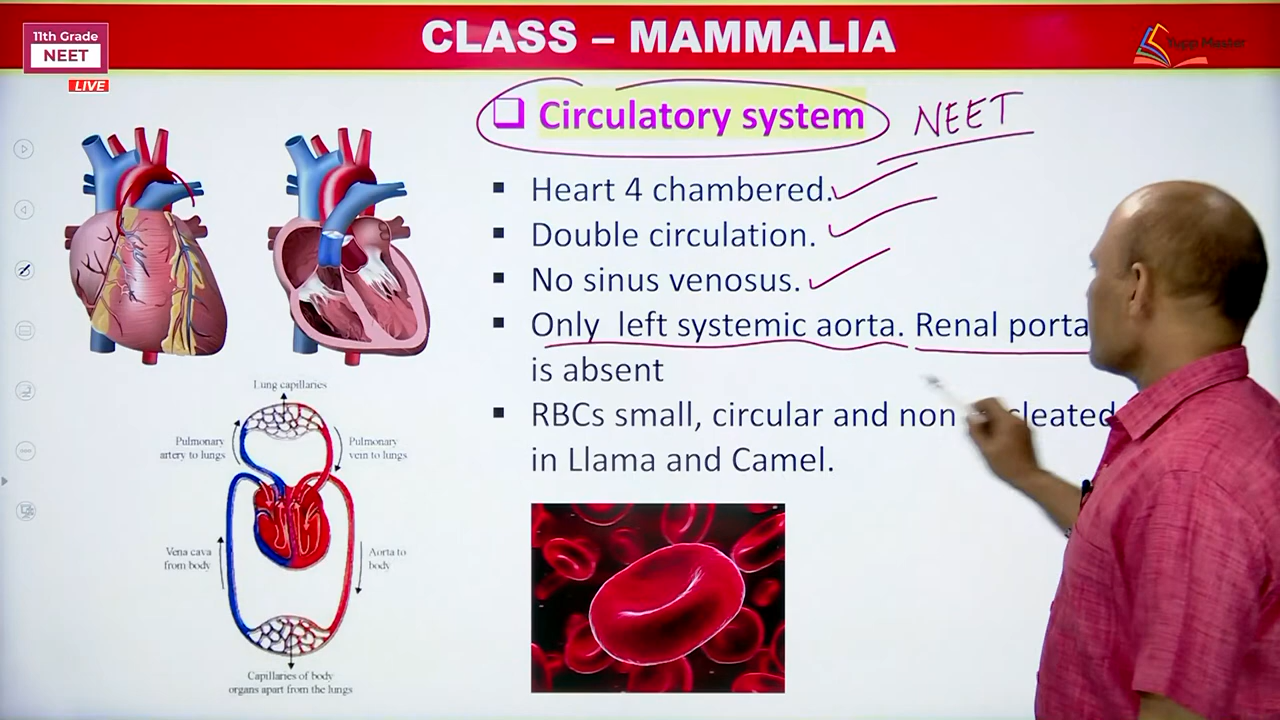 11th Grade
NEET
LIVE
CLASS – MAMMALIA
Tuppi Master
Circulatory system
NEET
Heart 4 chambered.
Double circulation.
No sinus venosus.
Only left systemic aorta. Renal porta
is absent
RBCs small, circular and non cleated
in Llama and Camel.
Lung capillaries
Pulmonary
artery to lungs
Pulmonary
vein to lungs
Vena cava
from body
Aorta to
body
Capillaries of body
organs apart from the lungs